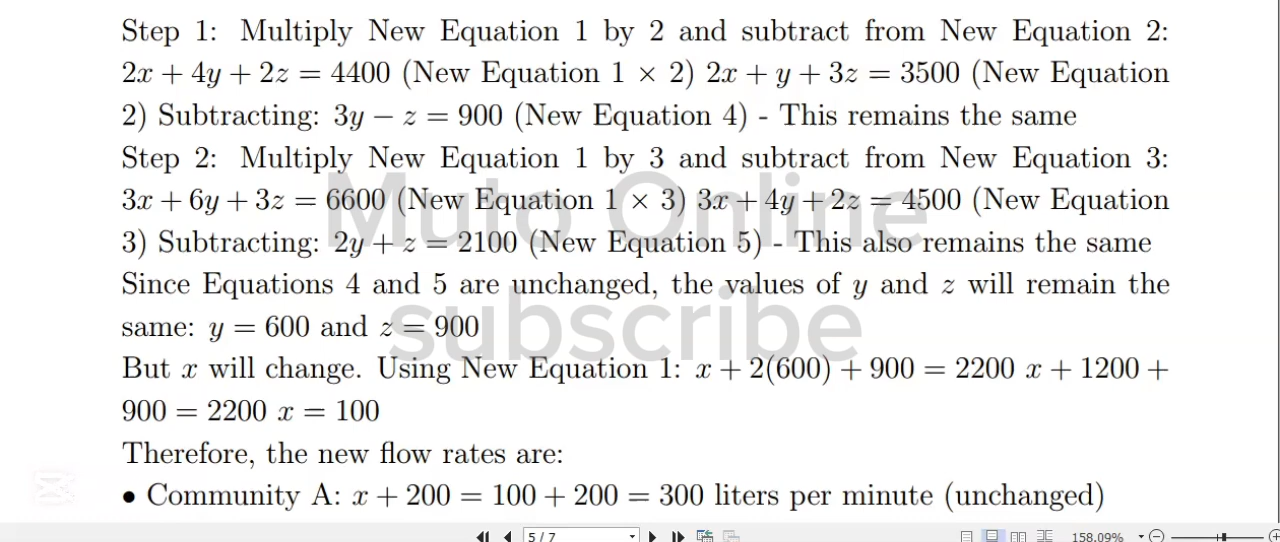 Step 1: Multiply New Equation 1 by 2 and subtract from New Equation 2:
2x + 4y + 2z = 4400 (New Equation 1 × 2) 2x + y + 3z = 3500 (New Equation
2) Subtracting: 3y − z = 900 (New Equation 4) - This remains the same
Step 2: Multiply New Equation 1 by 3 and subtract from New Equation 3:
3x + 6y + 3z = 6600 (New Equation 1 × 3) 3x + 4y + 2z = 4500 (New Equation
Muto Online
3) Subtracting: 2y + z = 2100 (New Equation 5) - This also remains the same
Since Equations 4 and 5 are unchanged, the values of y and z will remain the
same: y = 600 and z = 900
subscribe
But x will change. Using New Equation 1: x + 2(600) + 900 = 2200 x + 1200 +
900 = 2200 x = 100
Therefore, the new flow rates are:
• Community A: x + 200 = 100 + 200 = 300 liters per minute (unchanged)
5 / 7 158.09%